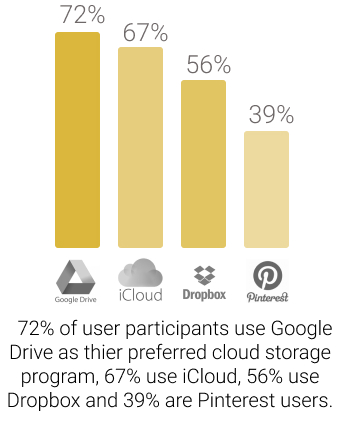 72%
67%
56%
39%
Google Drive
iCloud
Dropbox
Pinterest
72% of user participants use Google
Drive as thier preferred cloud storage
program, 67% use iCloud, 56% use
Dropbox and 39% are Pinterest users.